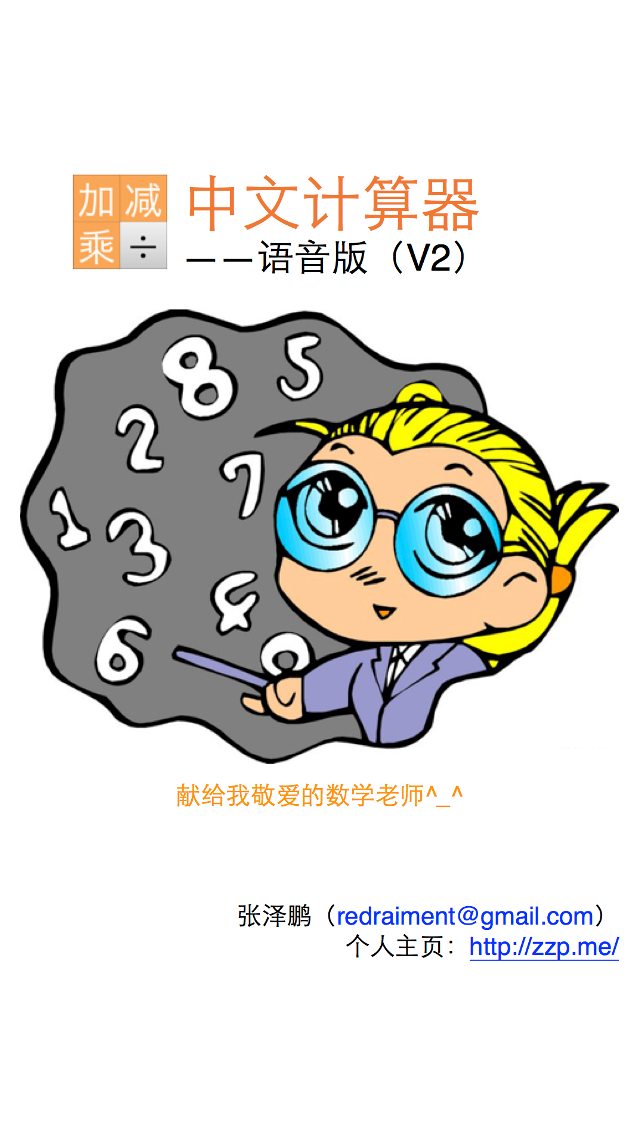 加减
乘÷
中文计算器
——语音版（V2）
8
5
2
7
1
3
4
6
0
献给我敬爱的数学老师^_^
张泽鹏（redraiment@gmail.com）
个人主页：http://zzp.me/